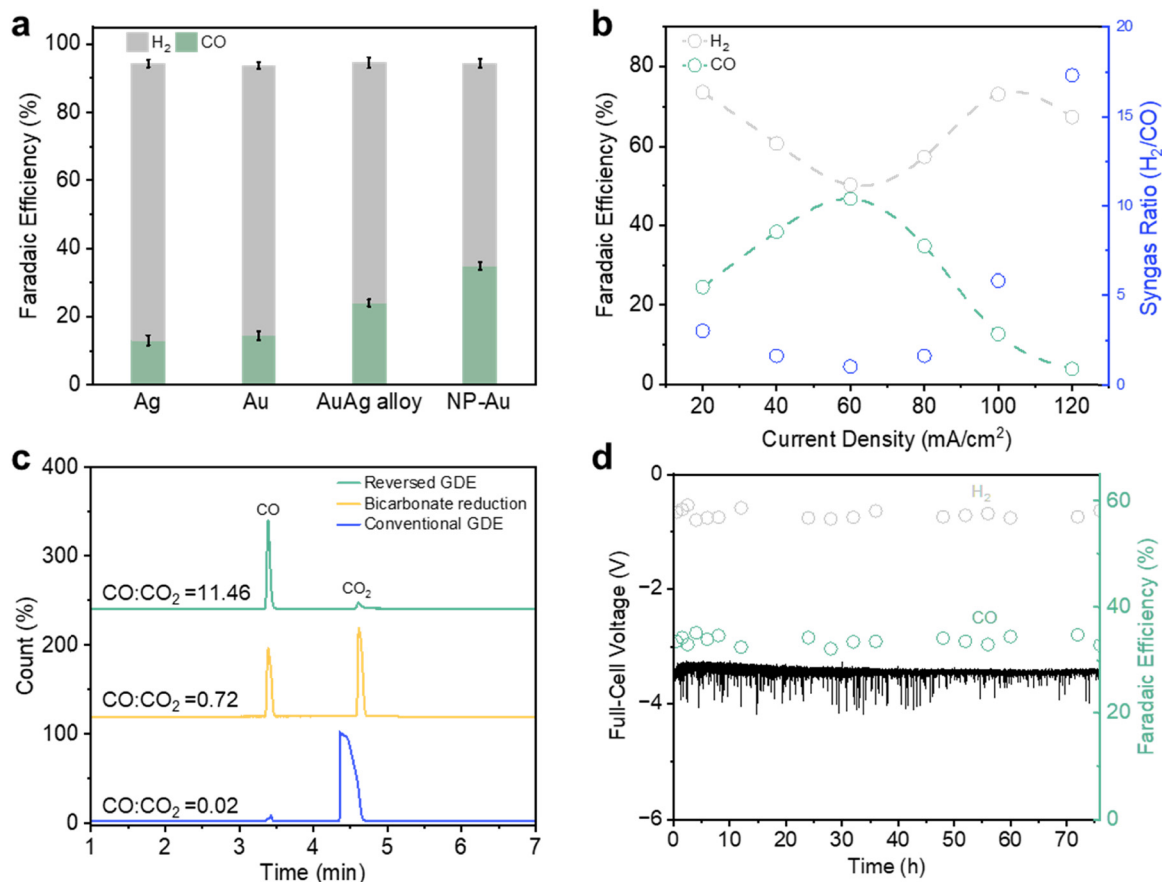 a
H₂ CO
Faradaic Efficiency (%)
100
80
60
40
20
0
Ag Au AuAg alloy NP-Au
b
H₂
CO
Faradaic Efficiency (%)
80
60
40
20
0
20 40 60 80 100 120
Current Density (mA/cm²)
Syngas Ratio (H₂/CO)
20
15
10
5
0
c
Reversed GDE
Bicarbonate reduction
Conventional GDE
Count (%)
400
300
200
100
0
CO
CO₂
CO:CO₂ =11.46
CO:CO₂ =0.72
CO:CO₂ =0.02
1 2 3 4 5 6 7
Time (min)
d
Full-Cell Voltage (V)
0
−2
−4
−6
H₂
CO
0 10 20 30 40 50 60 70
Time (h)
Faradaic Efficiency (%)
60
40
20
0